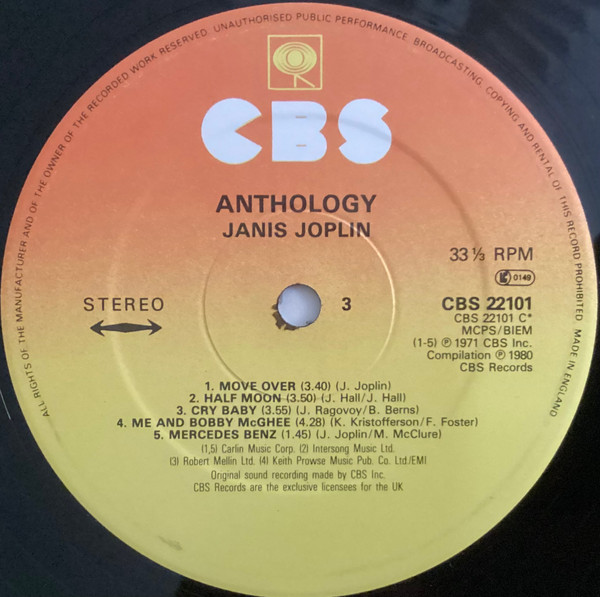 ALL RIGHTS OF THE MANUFACTURER AND OF THE OWNER OF THE RECORDED WORK RESERVED. UNAUTHORISED PUBLIC PERFORMANCE, BROADCASTING, COPYING AND RENTAL OF THIS RECORD PROHIBITED. MADE IN ENGLAND
CBS
ANTHOLOGY
JANIS JOPLIN
33⅓ RPM
LC 0149
STEREO
3
CBS 22101
CBS 22101 C*
MCPS/BIEM
(1-5) ℗ 1971 CBS Inc.
Compilation ℗ 1980
CBS Records
1. MOVE OVER (3.40) (J. Joplin)
2. HALF MOON (3.50) (J. Hall/J. Hall)
3. CRY BABY (3.55) (J. Ragovoy/B. Berns)
4. ME AND BOBBY McGHEE (4.28) (K. Kristofferson/F. Foster)
5. MERCEDES BENZ (1.45) (J. Joplin/M. McClure)
(1,5) Carlin Music Corp. (2) Intersong Music Ltd.
(3) Robert Mellin Ltd. (4) Keith Prowse Music Pub. Co. Ltd/EMI
Original sound recording made by CBS Inc.
CBS Records are the exclusive licensees for the UK